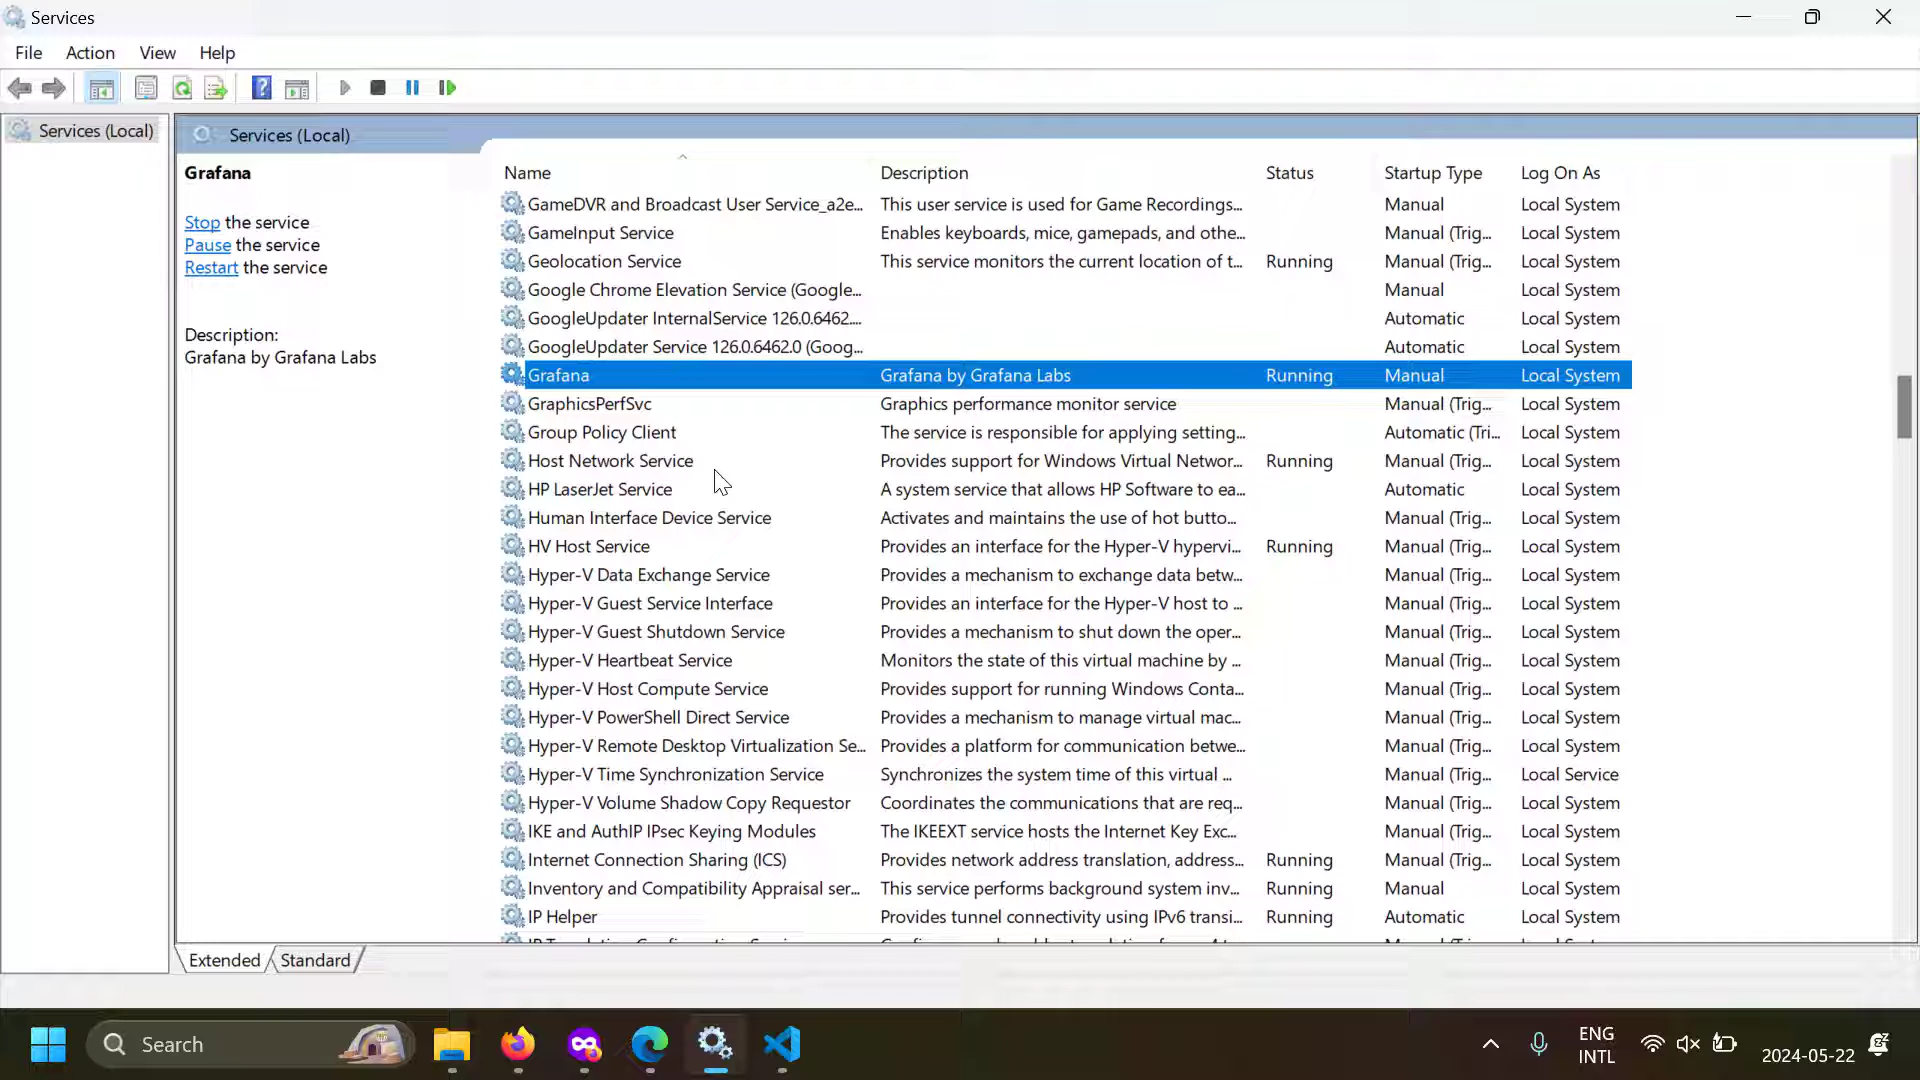 Services
File Action View Help
Services (Local)
Services (Local)
Grafana
Stop the service
Pause the service
Restart the service
Description:
Grafana by Grafana Labs
Name Description Status Startup Type Log On As
GameDVR and Broadcast User Service_a2e... This user service is used for Game Recordings... Manual Local System
GameInput Service Enables keyboards, mice, gamepads, and othe... Manual (Trig... Local System
Geolocation Service This service monitors the current location of t... Running Manual (Trig... Local System
Google Chrome Elevation Service (Google... Manual Local System
GoogleUpdater InternalService 126.0.6462.... Automatic Local System
GoogleUpdater Service 126.0.6462.0 (Goog... Automatic Local System
Grafana Grafana by Grafana Labs Running Manual Local System
GraphicsPerfSvc Graphics performance monitor service Manual (Trig... Local System
Group Policy Client The service is responsible for applying setting... Automatic (Tri... Local System
Host Network Service Provides support for Windows Virtual Networ... Running Manual (Trig... Local System
HP LaserJet Service A system service that allows HP Software to ea... Automatic Local System
Human Interface Device Service Activates and maintains the use of hot butto... Manual (Trig... Local System
HV Host Service Provides an interface for the Hyper-V hypervi... Running Manual (Trig... Local System
Hyper-V Data Exchange Service Provides a mechanism to exchange data betw... Manual (Trig... Local System
Hyper-V Guest Service Interface Provides an interface for the Hyper-V host to ... Manual (Trig... Local System
Hyper-V Guest Shutdown Service Provides a mechanism to shut down the oper... Manual (Trig... Local System
Hyper-V Heartbeat Service Monitors the state of this virtual machine by ... Manual (Trig... Local System
Hyper-V Host Compute Service Provides support for running Windows Conta... Manual (Trig... Local System
Hyper-V PowerShell Direct Service Provides a mechanism to manage virtual mac... Manual (Trig... Local System
Hyper-V Remote Desktop Virtualization Se... Provides a platform for communication betwe... Manual (Trig... Local System
Hyper-V Time Synchronization Service Synchronizes the system time of this virtual ... Manual (Trig... Local Service
Hyper-V Volume Shadow Copy Requestor Coordinates the communications that are req... Manual (Trig... Local System
IKE and AuthIP IPsec Keying Modules The IKEEXT service hosts the Internet Key Exc... Manual (Trig... Local System
Internet Connection Sharing (ICS) Provides network address translation, address... Running Manual (Trig... Local System
Inventory and Compatibility Appraisal ser... This service performs background system inv... Running Manual Local System
IP Helper Provides tunnel connectivity using IPv6 transi... Running Automatic Local System
Extended Standard
Search
ENG
INTL
2024-05-22